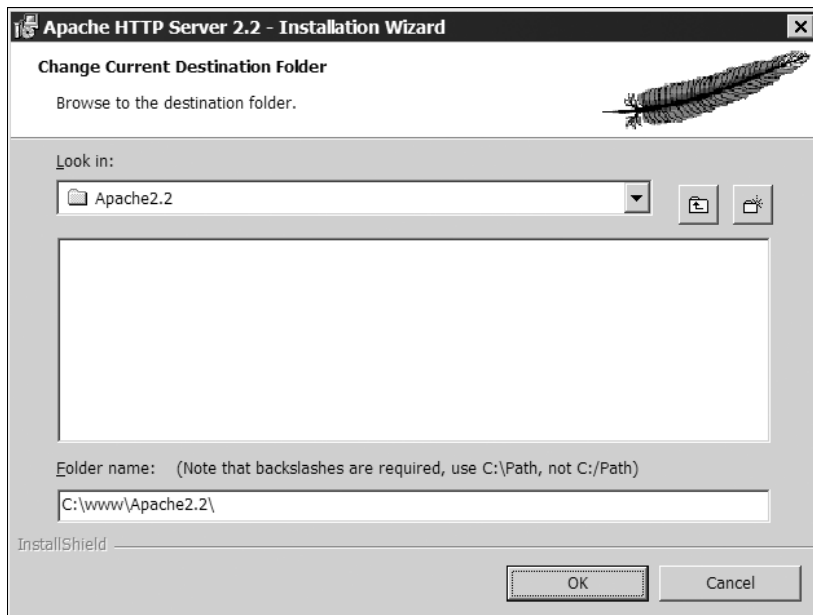 Apache HTTP Server 2.2 - Installation Wizard
Change Current Destination Folder
Browse to the destination folder.
Look in:
Apache2.2
Folder name: (Note that backslashes are required, use C:\Path, not C:/Path)
C:\www\Apache2.2\
InstallShield
OK Cancel